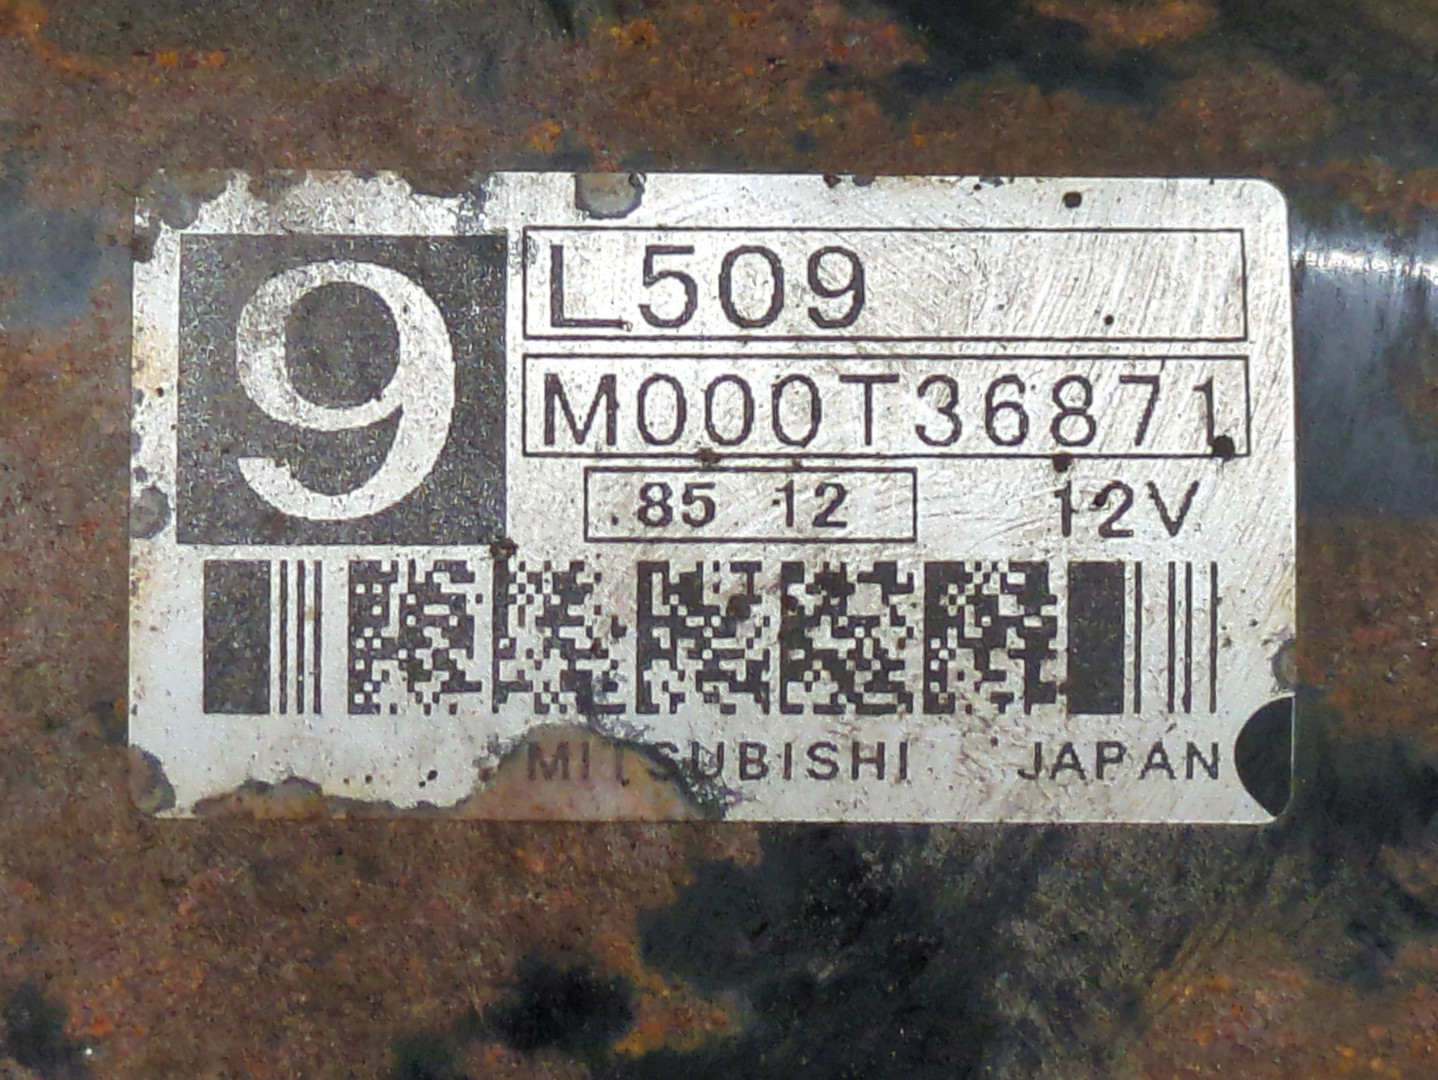 9
L509
M000T36871
85 12 12V
MITSUBISHI JAPAN